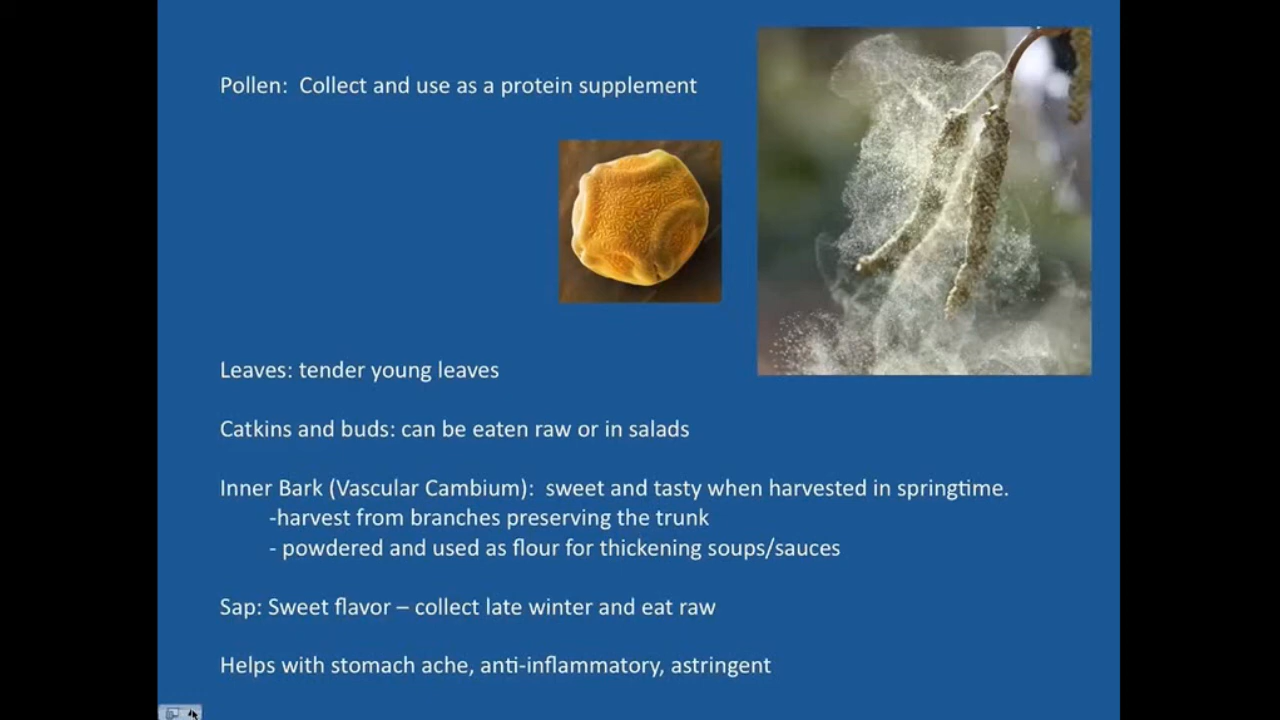 Pollen: Collect and use as a protein supplement
Leaves: tender young leaves
Catkins and buds: can be eaten raw or in salads
Inner Bark (Vascular Cambium): sweet and tasty when harvested in springtime.
-harvest from branches preserving the trunk
- powdered and used as flour for thickening soups/sauces
Sap: Sweet flavor – collect late winter and eat raw
Helps with stomach ache, anti-inflammatory, astringent